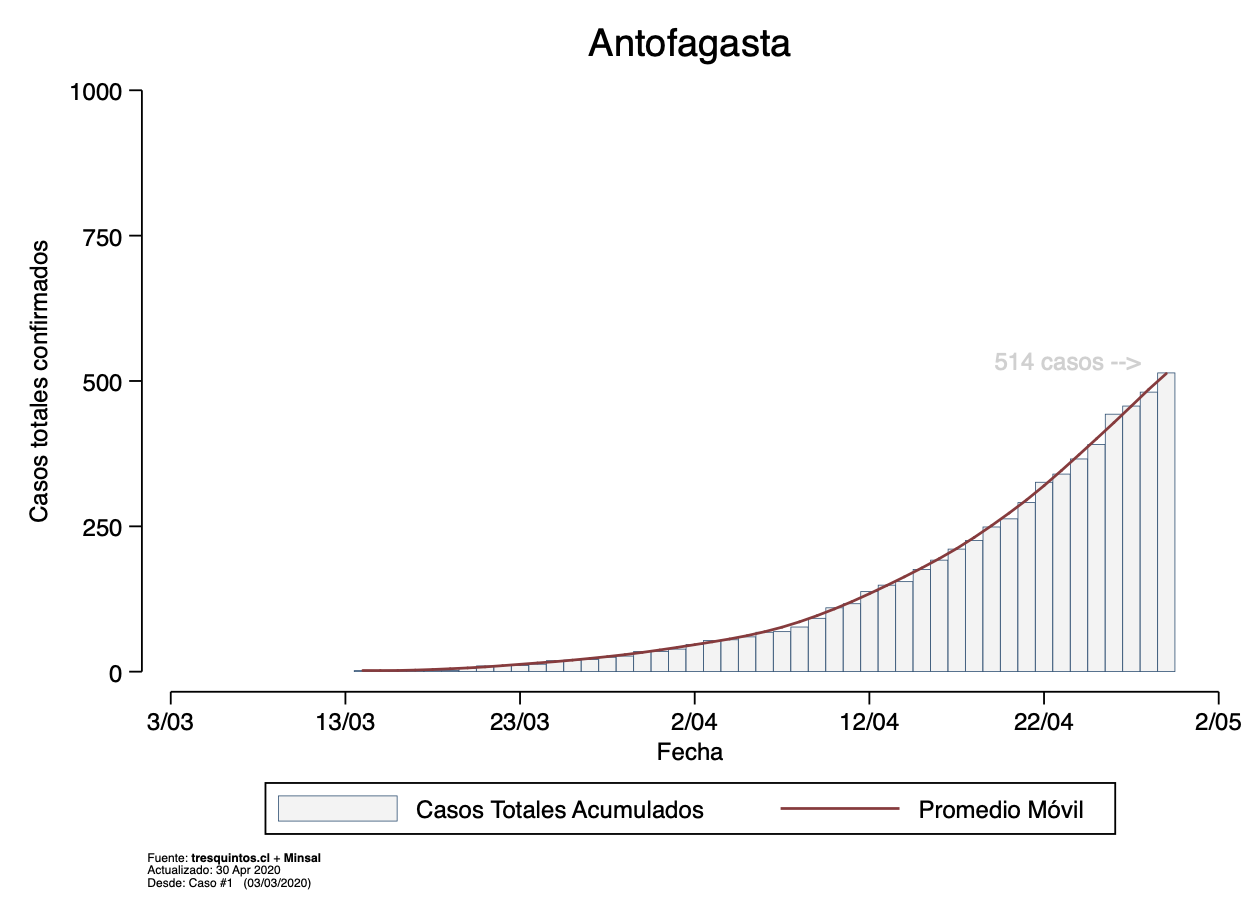 Antofagasta
Casos totales confirmados
1000
750
500
250
0
514 casos -->
3/03 13/03 23/03 2/04 12/04 22/04 2/05
Fecha
Casos Totales Acumulados Promedio Móvil
Fuente: tresquintos.cl + Minsal
Actualizado: 30 Apr 2020
Desde: Caso #1 (03/03/2020)